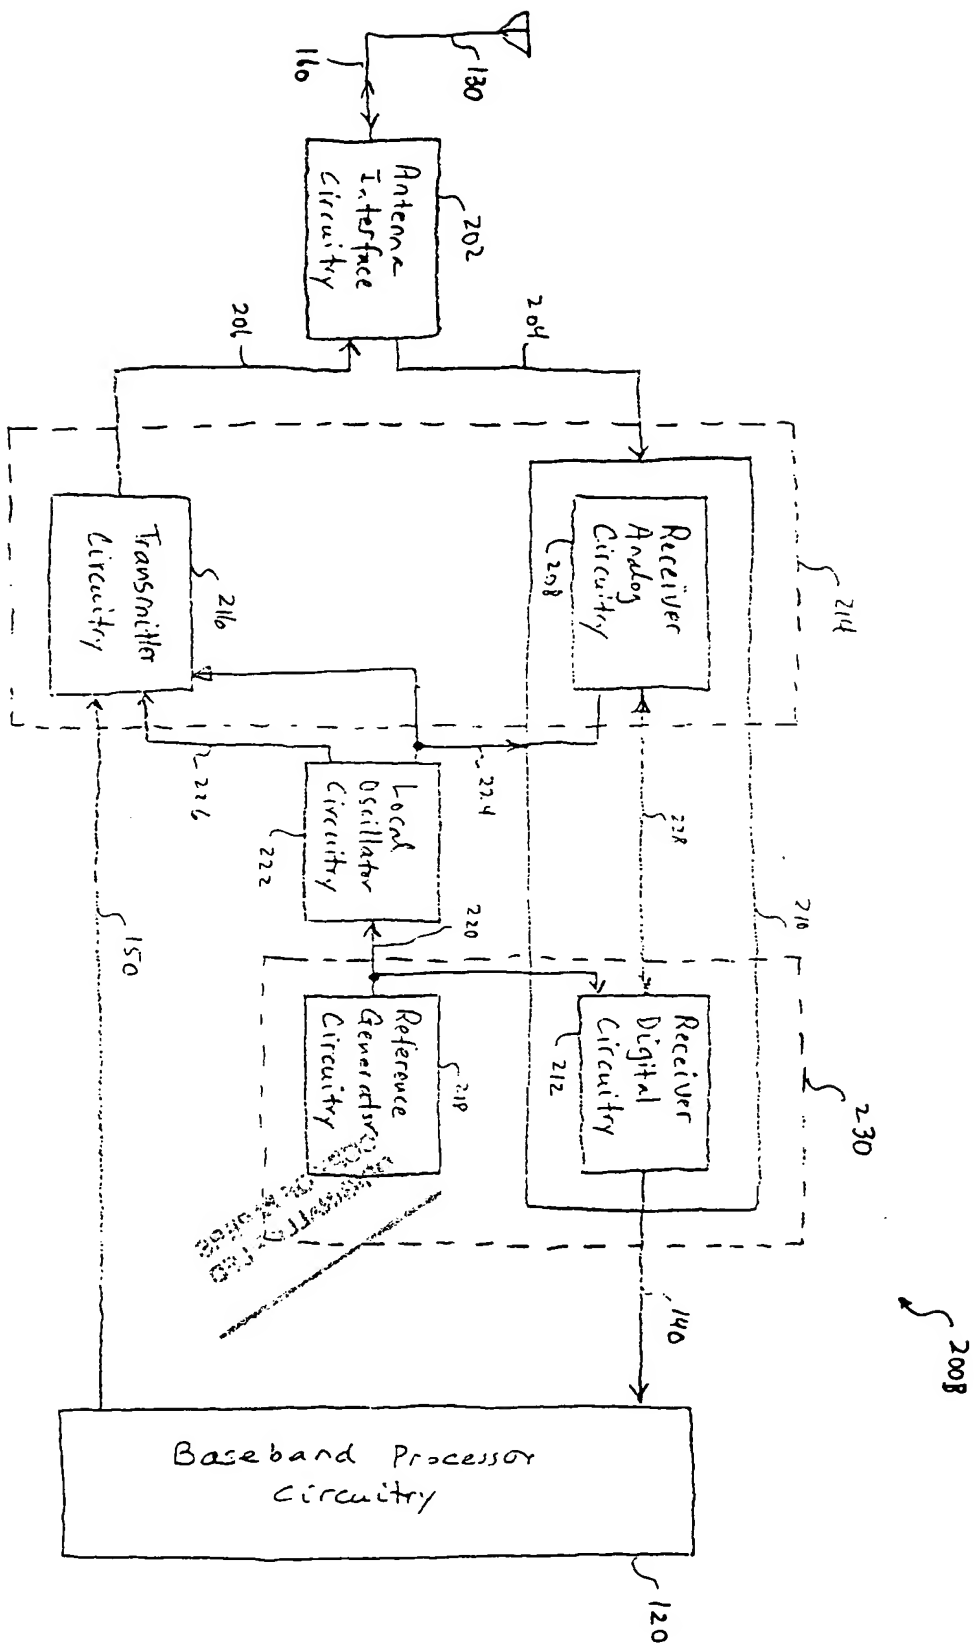 200B
130
160
Antenna
Interface
Circuitry
202
204
206
214
Receiver
Analog
Circuitry
208
Transmitter
Circuitry
216
224
226
228
Local
Oscillator
Circuitry
222
220
210
150
230
Receiver
Digital
Circuitry
212
Reference
Generator
Circuitry
218
140
Baseband Processor
Circuitry
120